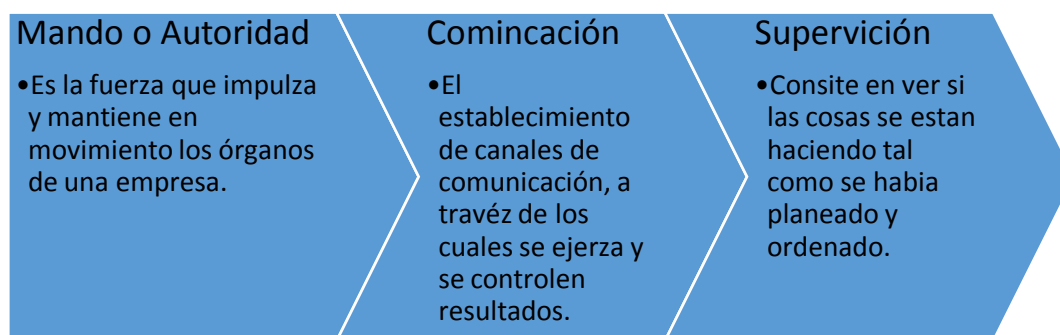 Mando o Autoridad
•Es la fuerza que impulza
y mantiene en
movimiento los órganos
de una empresa.
Comincación
•El
establecimiento
de canales de
comunicación, a
travéz de los
cuales se ejerza y
se controlen
resultados.
Supervición
•Consite en ver si
las cosas se estan
haciendo tal
como se habia
planeado y
ordenado.